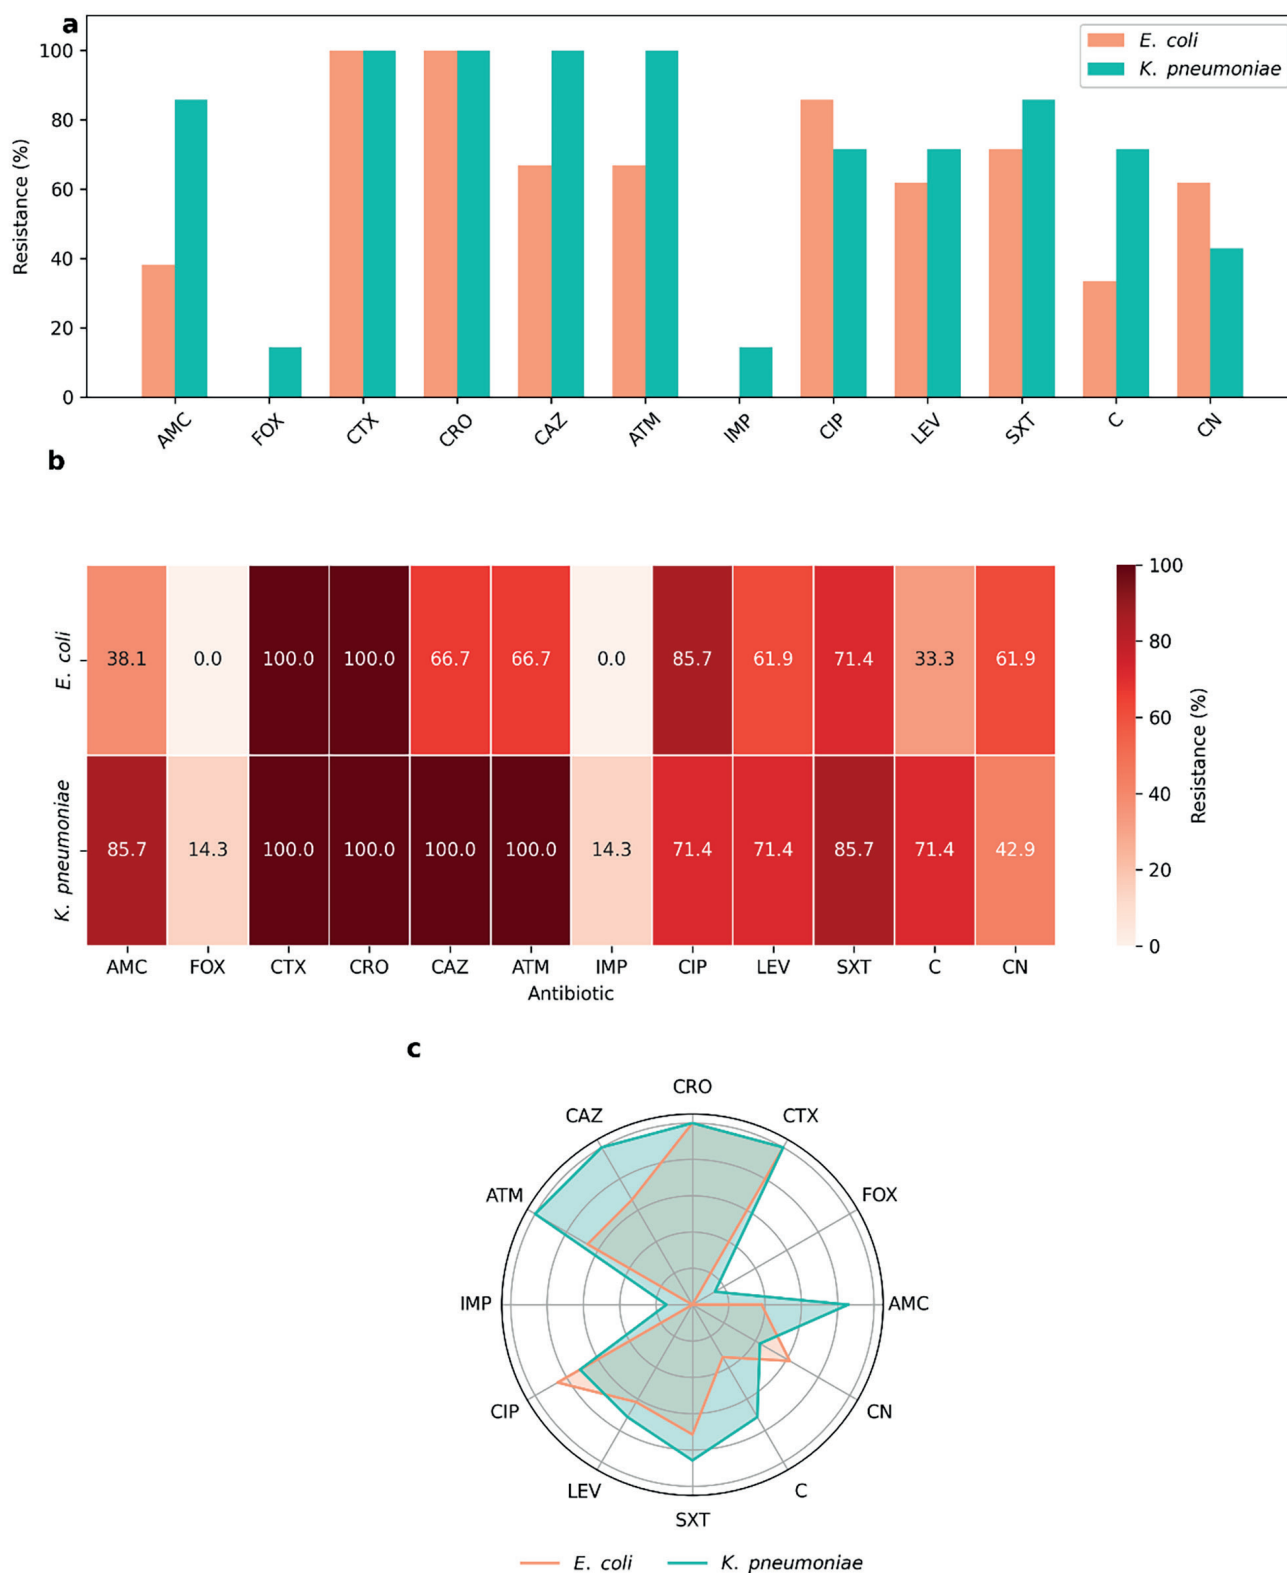 a
E. coli
K. pneumoniae
Resistance (%)
100
80
60
40
20
0
AMC FOX CTX CRO CAZ ATM IMP CIP LEV SXT C CN
b
E. coli
38.1 0.0 100.0 100.0 66.7 66.7 0.0 85.7 61.9 71.4 33.3 61.9
K. pneumoniae
85.7 14.3 100.0 100.0 100.0 100.0 14.3 71.4 71.4 85.7 71.4 42.9
AMC FOX CTX CRO CAZ ATM IMP CIP LEV SXT C CN
Antibiotic
100
80
60
40
20
0
Resistance (%)
c
CRO
CAZ CTX
ATM FOX
IMP AMC
CIP CN
LEV C
SXT
E. coli K. pneumoniae